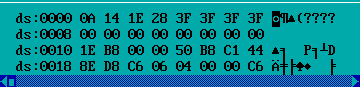 ds:0000 0A 14 1E 28 3F 3F 3F 3F ◙¶▲(????
ds:0008 00 00 00 00 00 00 00 00
ds:0010 1E B8 00 00 50 B8 C1 44 ▲╕  P╕┴D
ds:0018 8E D8 C6 06 04 00 00 C6 Ä╪╞♠♦  ╞